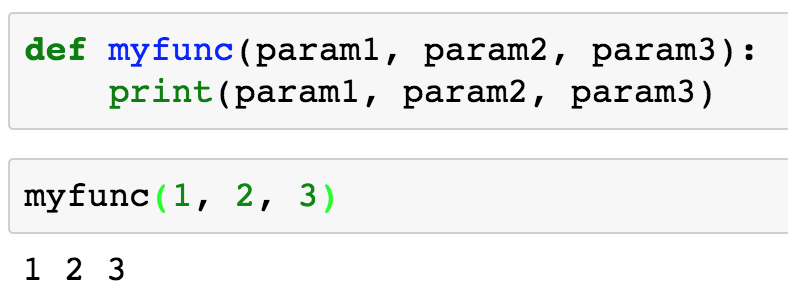 def myfunc(param1, param2, param3):
    print(param1, param2, param3)
myfunc(1, 2, 3)
1 2 3